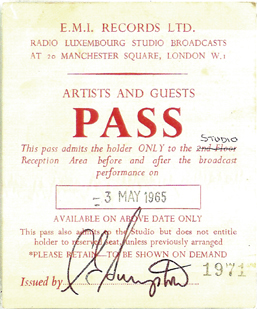 E.M.I. RECORDS LTD.
RADIO LUXEMBOURG STUDIO BROADCASTS
AT 20 MANCHESTER SQUARE, LONDON W.1
ARTISTS AND GUESTS
PASS
STUDIO
This pass admits the holder ONLY to the 2nd Floor
Reception Area before and after the broadcast
performance on
- 3 MAY 1965
AVAILABLE ON ABOVE DATE ONLY
This pass also admits to the Studio but does not entitle
holder to reserved seat, unless previously arranged
*PLEASE RETAIN—TO BE SHOWN ON DEMAND
Issued by
1971